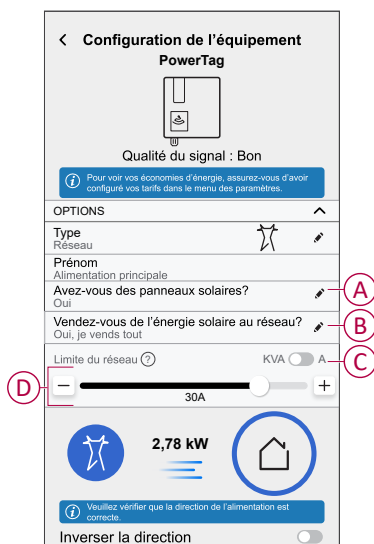 Configuration de l'équipement
PowerTag
Qualité du signal : Bon
Pour voir vos économies d'énergie, assurez-vous d'avoir
configuré vos tarifs dans le menu des paramètres.
OPTIONS
Type
Réseau
Prénom
Alimentation principale
Avez-vous des panneaux solaires?
Oui
A
Vendez-vous de l'énergie solaire au réseau?
Oui, je vends tout
B
Limite du réseau ?
KVA A
C
D
30A
2,78 kW
Veuillez vérifier que la direction de l'alimentation est
correcte.
Inverser la direction